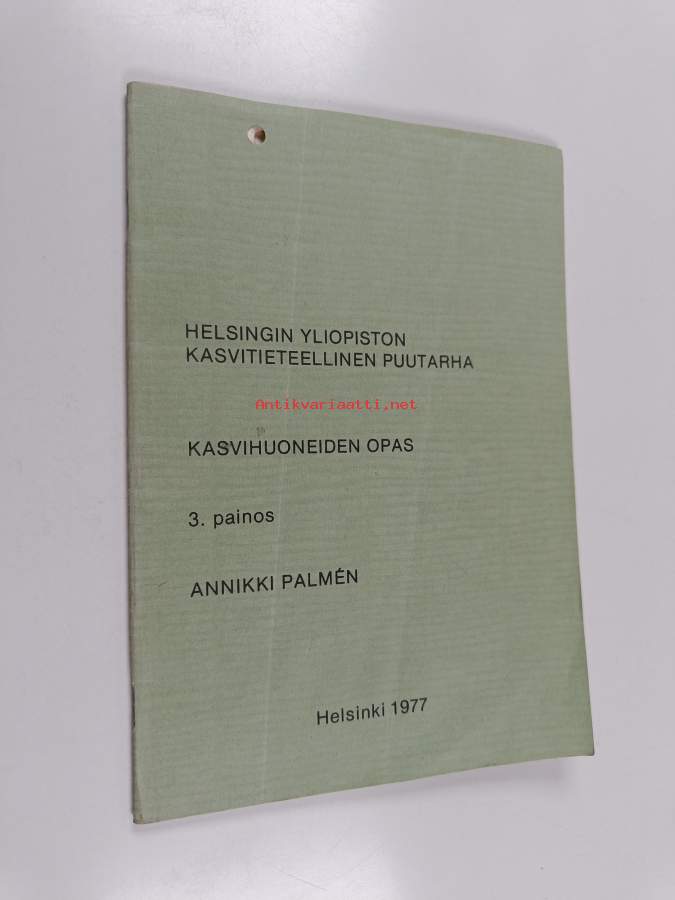 HELSINGIN YLIOPISTON
KASVITIETEELLINEN PUUTARHA
Antikvariaatti.net
KASVIHUONEIDEN OPAS
3. painos
ANNIKKI PALMÉN
Helsinki 1977